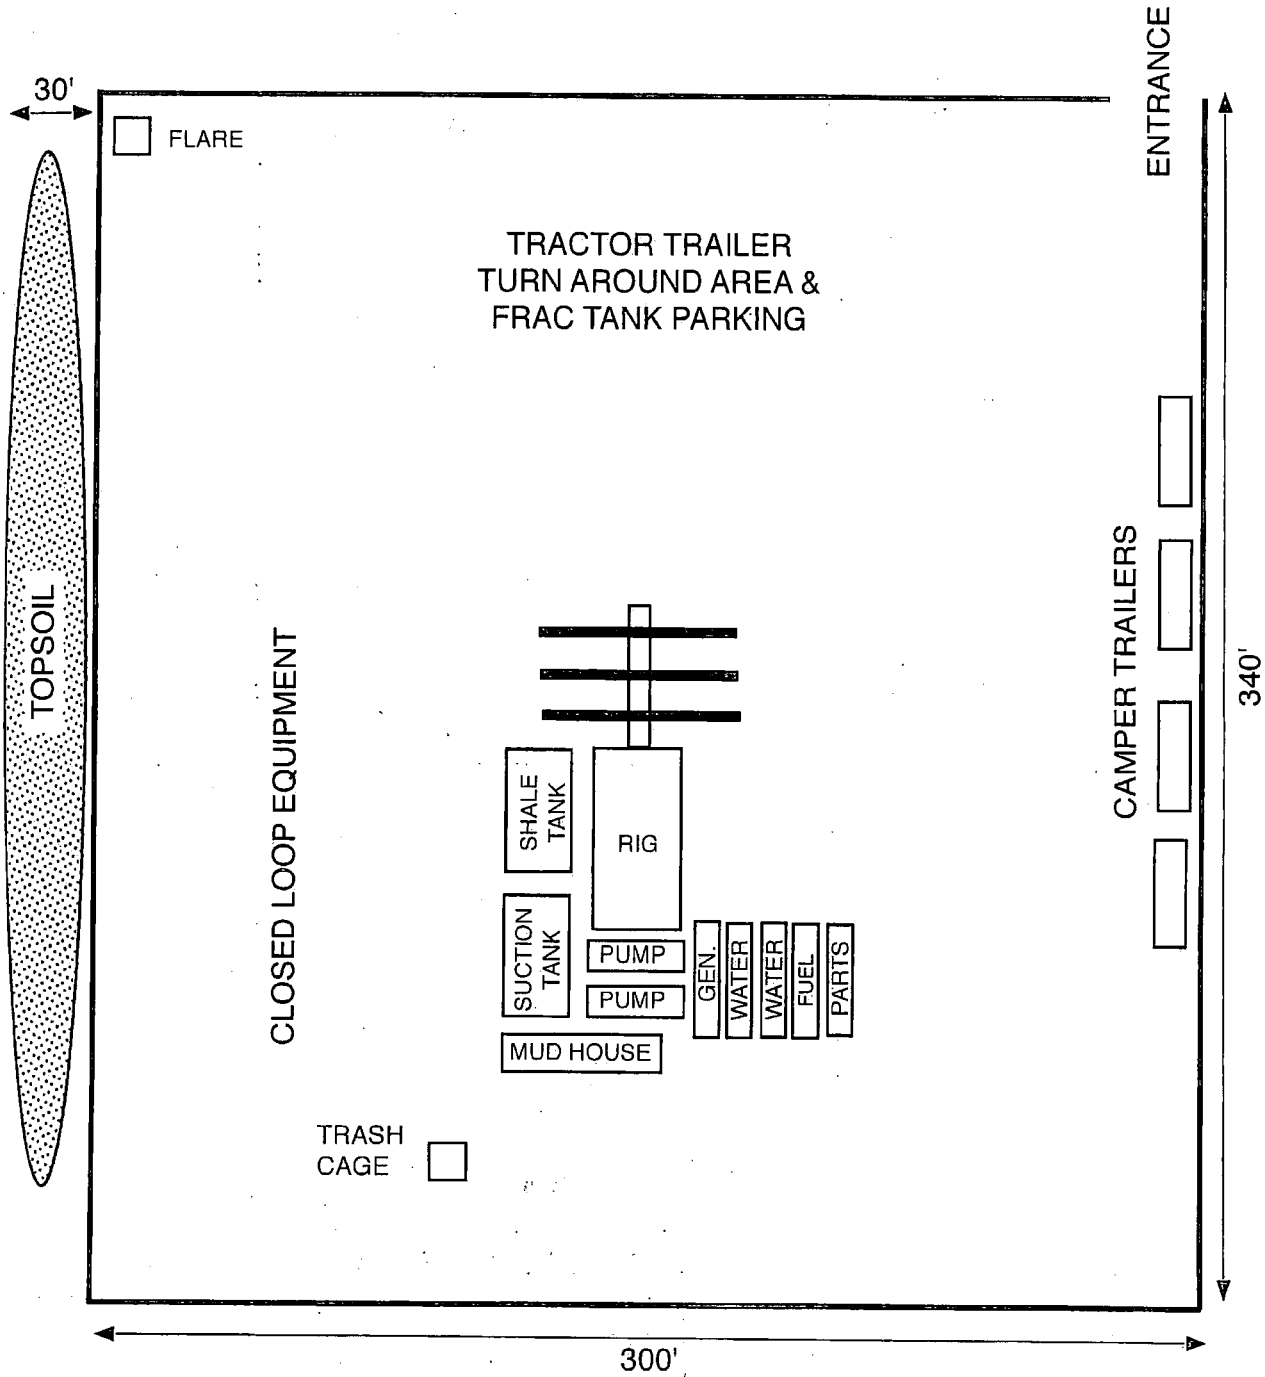 ENTRANCE
30'
FLARE
TRACTOR TRAILER
TURN AROUND AREA &
FRAC TANK PARKING
TOPSOIL
CLOSED LOOP EQUIPMENT
CAMPER TRAILERS
340'
SHALE
TANK
RIG
SUCTION
TANK
PUMP
PUMP
GEN.
WATER
WATER
FUEL
PARTS
MUD HOUSE
TRASH
CAGE
300'